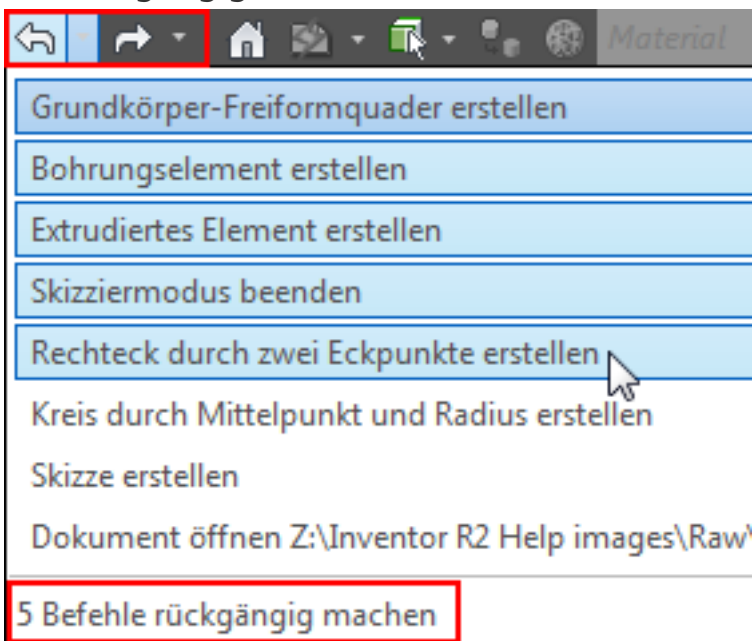 Material
Grundkörper-Freiformquader erstellen
Bohrungselement erstellen
Extrudiertes Element erstellen
Skizziermodus beenden
Rechteck durch zwei Eckpunkte erstellen
Kreis durch Mittelpunkt und Radius erstellen
Skizze erstellen
Dokument öffnen Z:\Inventor R2 Help images\Raw\
5 Befehle rückgängig machen